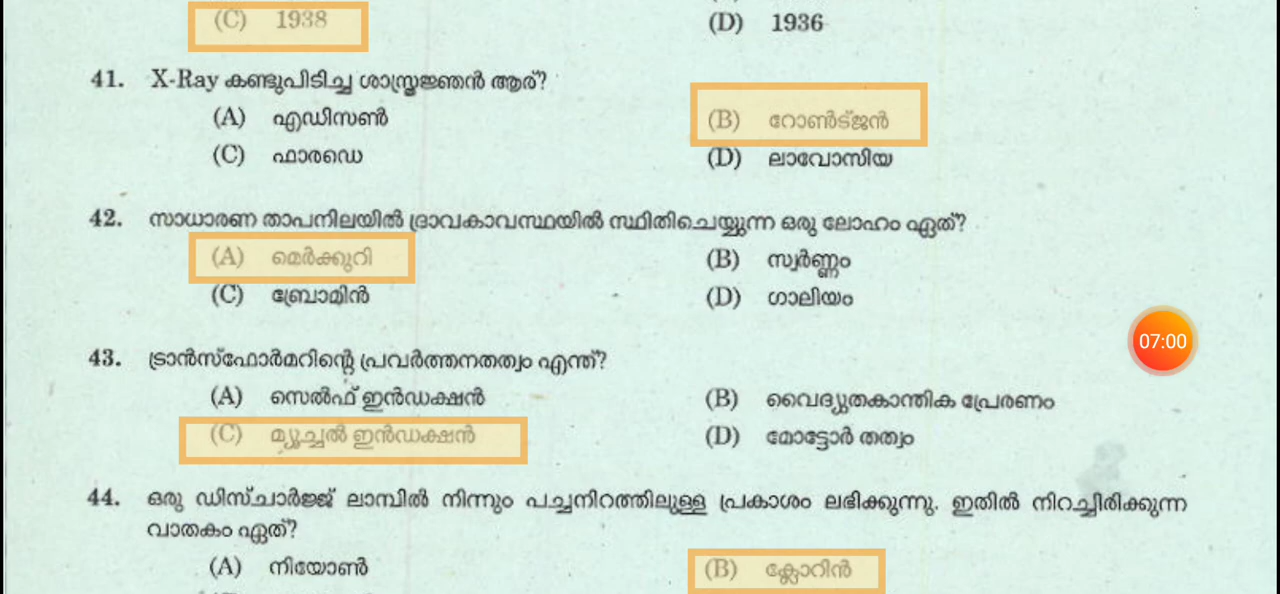 (C) 1938 (D) 1936
41. X-Ray കണ്ടുപിടിച്ച ശാസ്ത്രജ്ഞൻ ആര്?
(A) എഡിസൺ (B) റോൺട്ജൻ
(C) ഫാരഡെ (D) ലാവോസിയ
42. സാധാരണ താപനിലയിൽ ദ്രാവകാവസ്ഥയിൽ സ്ഥിതിചെയ്യുന്ന ഒരു ലോഹം ഏത്?
(A) മെർക്കുറി (B) സ്വർണ്ണം
(C) ബ്രോമിൻ (D) ഗാലിയം
07:00
43. ട്രാൻസ്ഫോർമറിന്റെ പ്രവർത്തനതത്വം എന്ത്?
(A) സെൽഫ് ഇൻഡക്ഷൻ (B) വൈദ്യുതകാന്തിക പ്രേരണം
(C) മ്യൂച്ചൽ ഇൻഡക്ഷൻ (D) മോട്ടോർ തത്വം
44. ഒരു ഡിസ്ചാർജ്ജ് ലാമ്പിൽ നിന്നും പച്ചനിറത്തിലുള്ള പ്രകാശം ലഭിക്കുന്നു. ഇതിൽ നിറച്ചിരിക്കുന്ന
വാതകം ഏത്?
(A) നിയോൺ (B) ക്ലോറിൻ